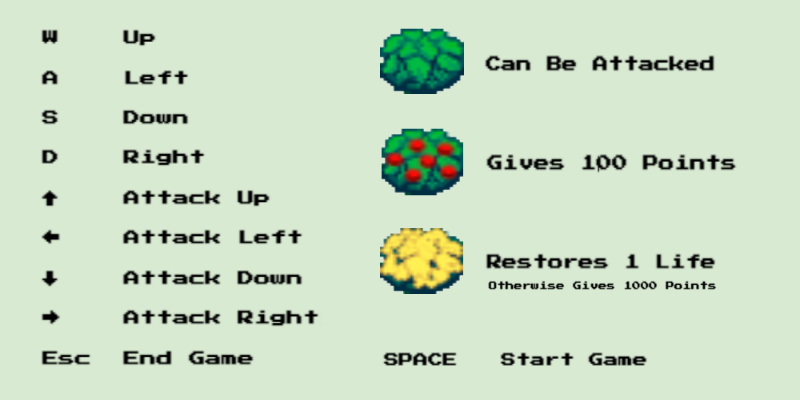 W Up
A Left
S Down
D Right
↑ Attack Up
← Attack Left
↓ Attack Down
→ Attack Right
Esc End Game
Can Be Attacked
Gives 100 Points
Restores 1 Life
Otherwise Gives 1000 Points
SPACE Start Game